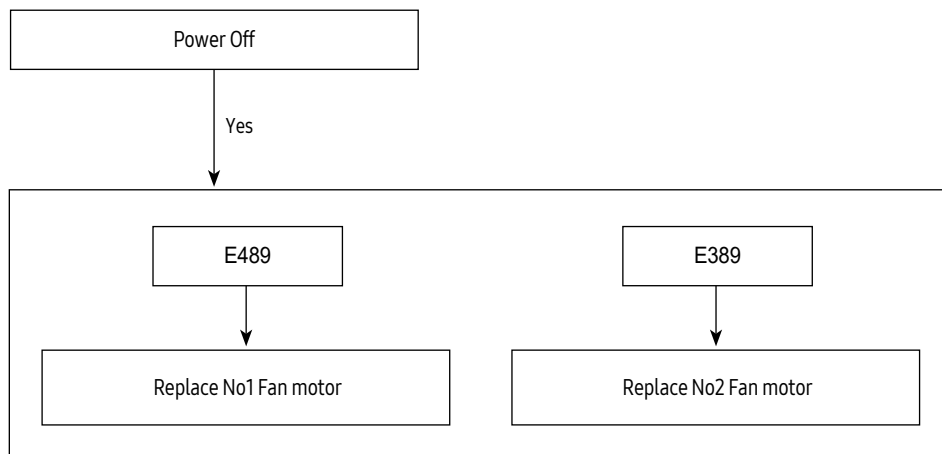 Power Off
Yes
E489
E389
Replace No1 Fan motor
Replace No2 Fan motor